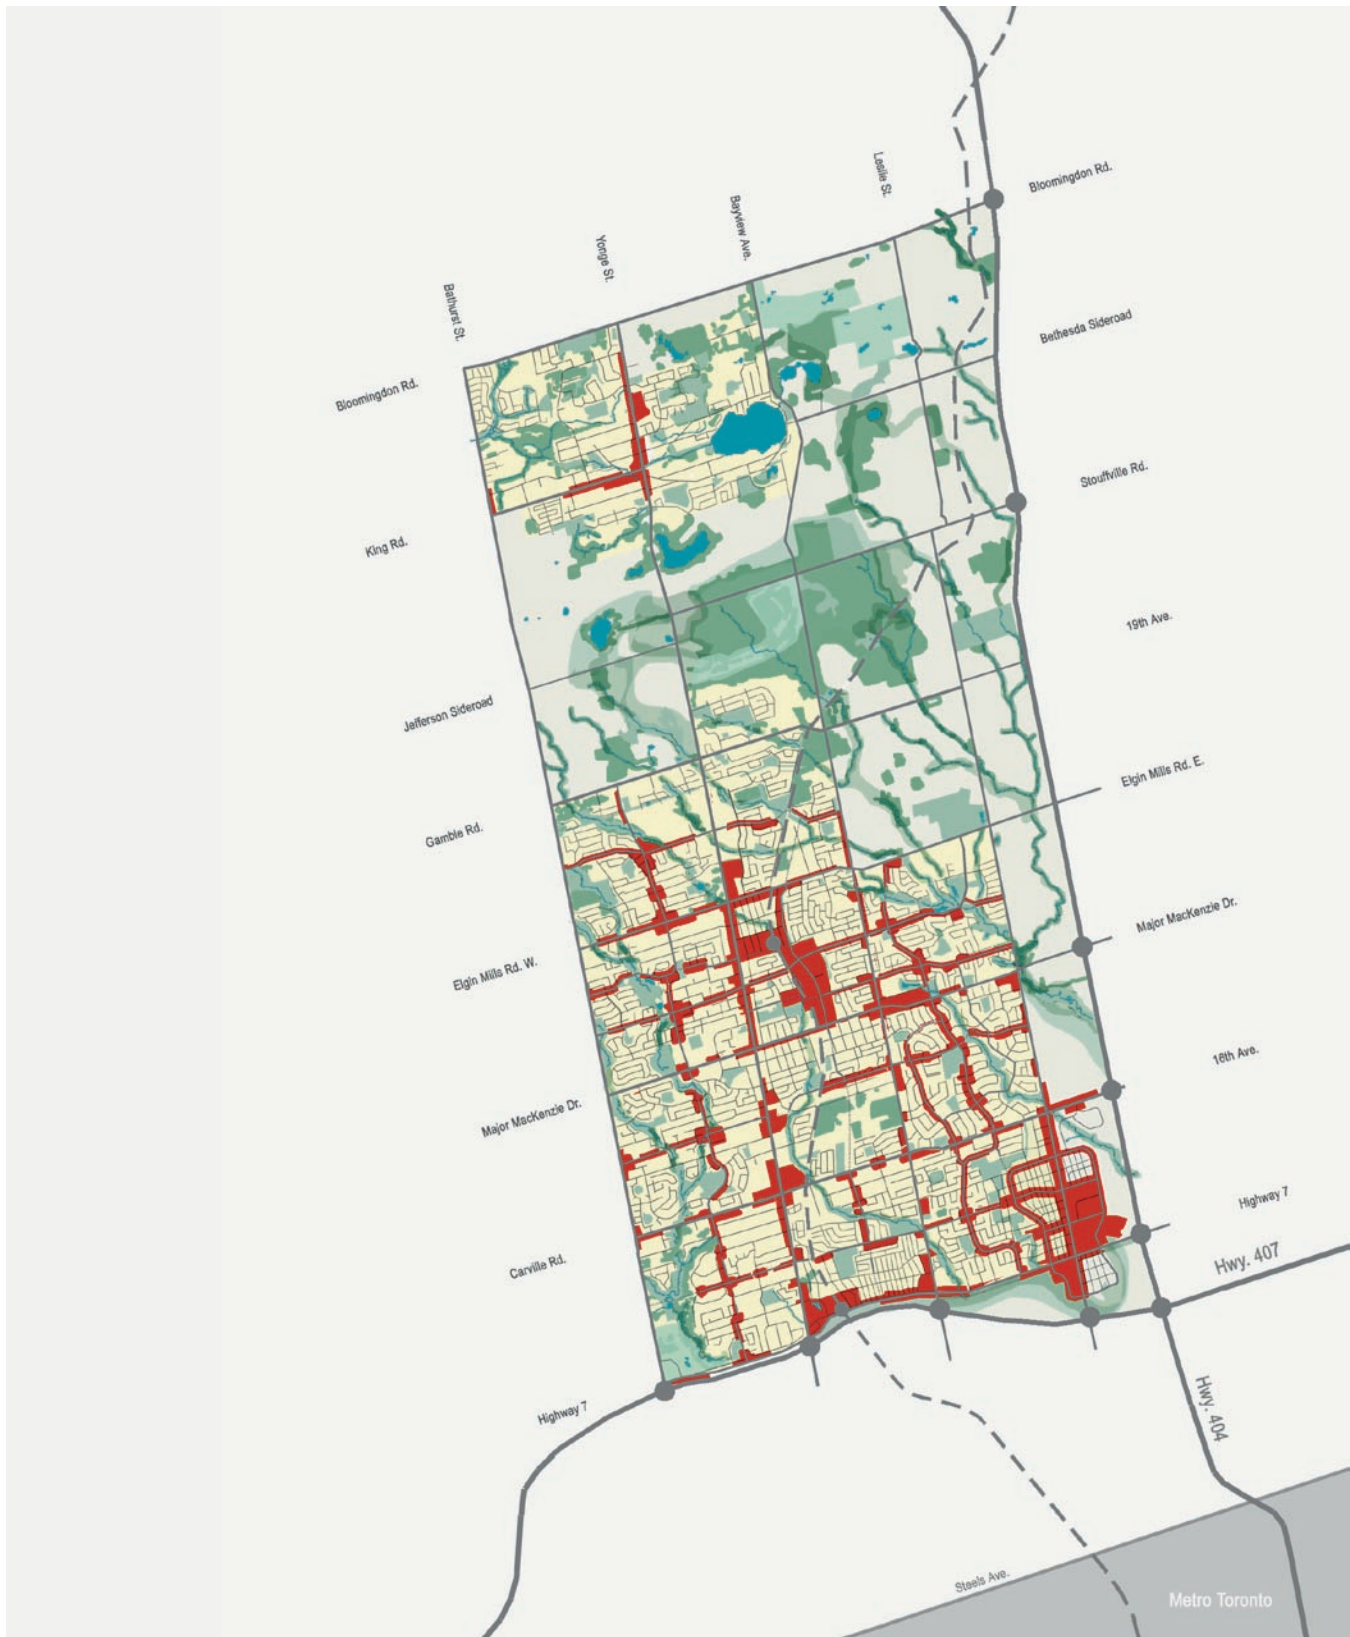 Bloomingdon Rd.
Leslie St.
Bayview Ave.
Yonge St.
Bathurst St.
Bethesda Sideroad
Bloomingdon Rd.
Stouffville Rd.
King Rd.
19th Ave.
Jefferson Sideroad
Elgin Mills Rd. E.
Gamble Rd.
Major MacKenzie Dr.
Elgin Mills Rd. W.
16th Ave.
Major MacKenzie Dr.
Highway 7
Carville Rd.
Hwy. 407
Highway 7
Hwy. 404
Steels Ave.
Metro Toronto